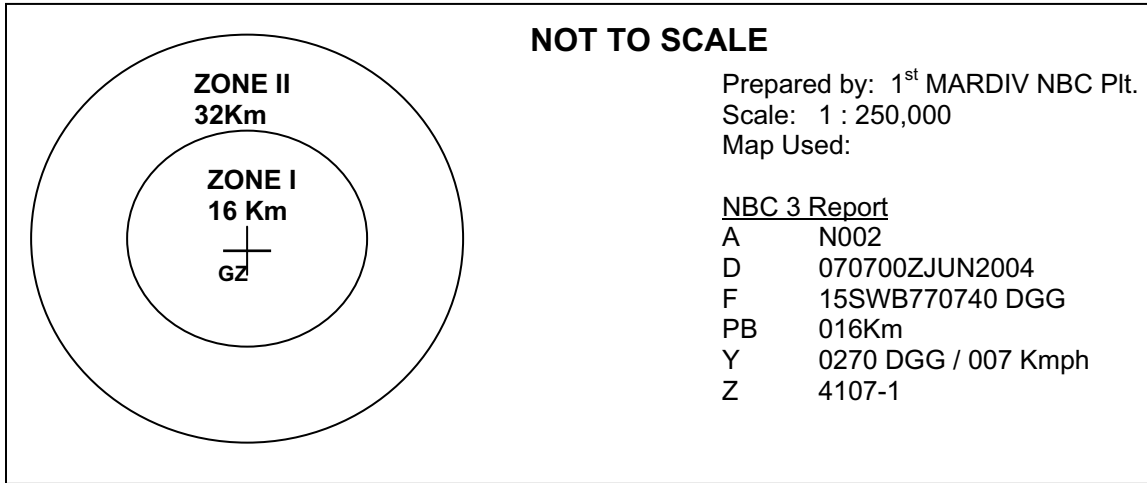 NOT TO SCALE
ZONE II
32Km
ZONE I
16 Km
GZ
Prepared by: 1st MARDIV NBC Plt.
Scale: 1 : 250,000
Map Used:
NBC 3 Report
A N002
D 070700ZJUN2004
F 15SWB770740 DGG
PB 016Km
Y 0270 DGG / 007 Kmph
Z 4107-1